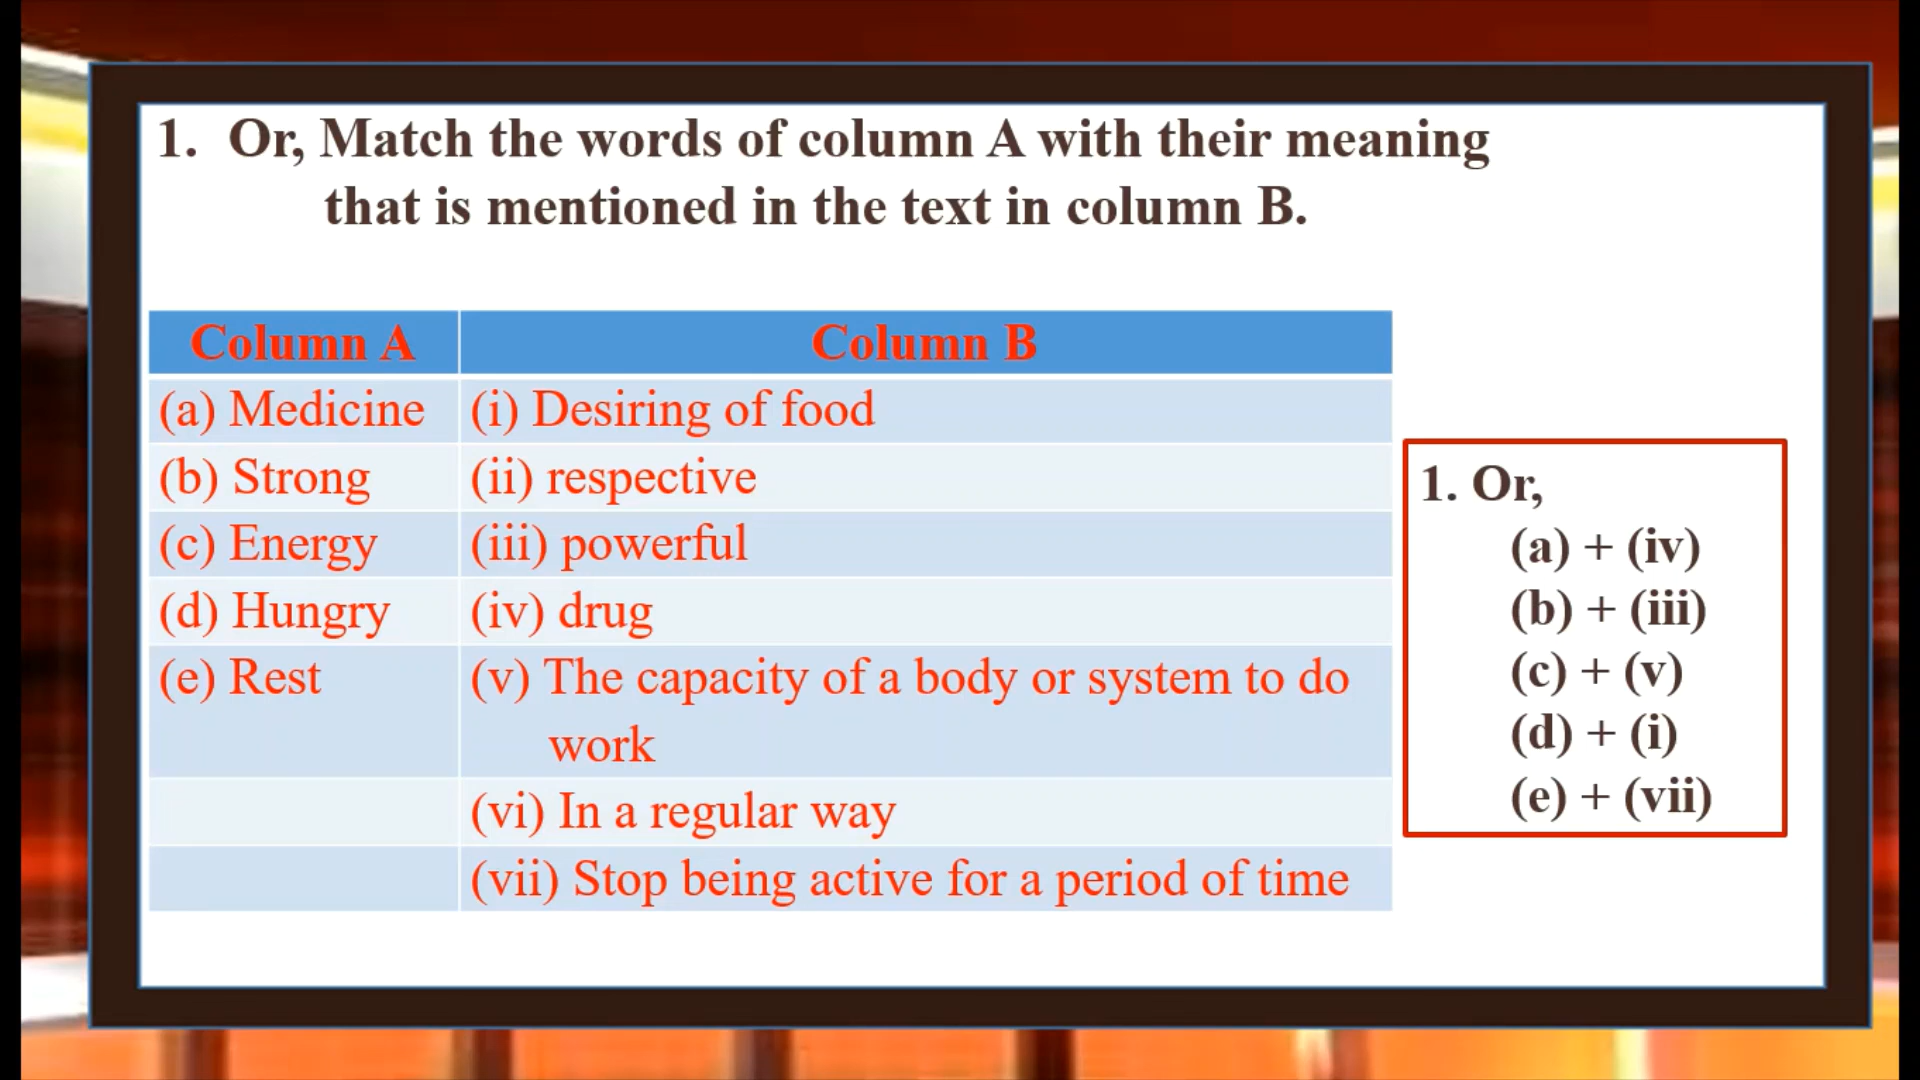 1. Or, Match the words of column A with their meaning
that is mentioned in the text in column B.
Column A Column B
(a) Medicine (i) Desiring of food
(b) Strong (ii) respective
(c) Energy (iii) powerful
(d) Hungry (iv) drug
(e) Rest (v) The capacity of a body or system to do
work
(vi) In a regular way
(vii) Stop being active for a period of time
1. Or,
(a) + (iv)
(b) + (iii)
(c) + (v)
(d) + (i)
(e) + (vii)